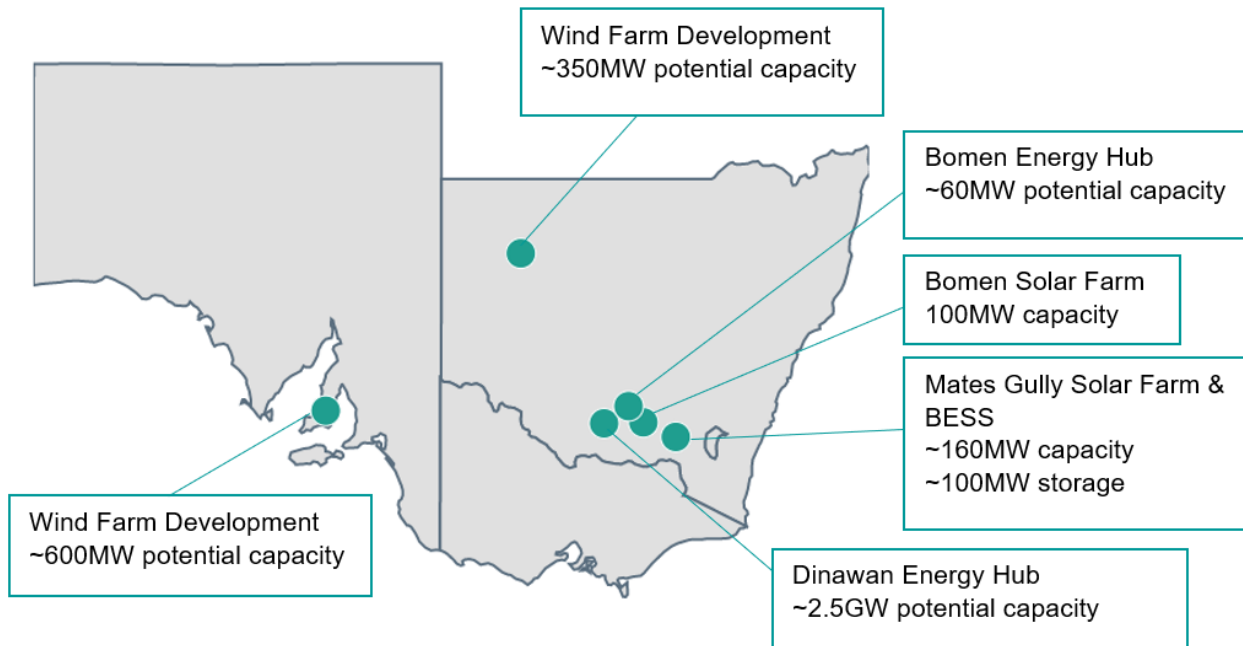 Wind Farm Development
~350MW potential capacity
Bomen Energy Hub
~60MW potential capacity
Bomen Solar Farm
100MW capacity
Mates Gully Solar Farm &
BESS
~160MW capacity
~100MW storage
Wind Farm Development
~600MW potential capacity
Dinawan Energy Hub
~2.5GW potential capacity